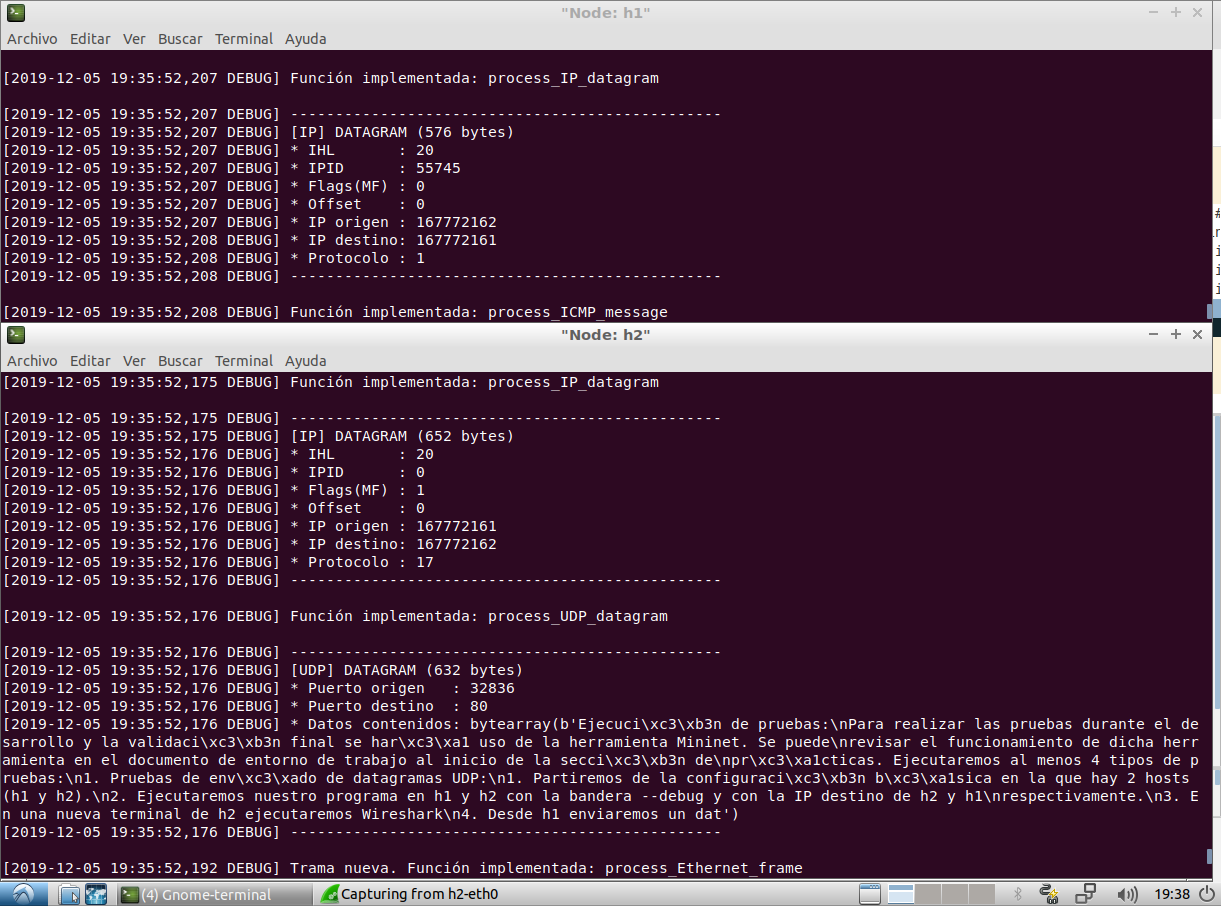 "Node: h1"
Archivo Editar Ver Buscar Terminal Ayuda
[2019-12-05 19:35:52,207 DEBUG] Función implementada: process_IP_datagram
[2019-12-05 19:35:52,207 DEBUG] ------------------------------------------------
[2019-12-05 19:35:52,207 DEBUG] [IP] DATAGRAM (576 bytes)
[2019-12-05 19:35:52,207 DEBUG] * IHL       : 20
[2019-12-05 19:35:52,207 DEBUG] * IPID      : 55745
[2019-12-05 19:35:52,207 DEBUG] * Flags(MF) : 0
[2019-12-05 19:35:52,207 DEBUG] * Offset    : 0
[2019-12-05 19:35:52,207 DEBUG] * IP origen : 167772162
[2019-12-05 19:35:52,208 DEBUG] * IP destino: 167772161
[2019-12-05 19:35:52,208 DEBUG] * Protocolo : 1
[2019-12-05 19:35:52,208 DEBUG] ------------------------------------------------
[2019-12-05 19:35:52,208 DEBUG] Función implementada: process_ICMP_message
"Node: h2"
Archivo Editar Ver Buscar Terminal Ayuda
[2019-12-05 19:35:52,175 DEBUG] Función implementada: process_IP_datagram
[2019-12-05 19:35:52,175 DEBUG] ------------------------------------------------
[2019-12-05 19:35:52,175 DEBUG] [IP] DATAGRAM (652 bytes)
[2019-12-05 19:35:52,176 DEBUG] * IHL       : 20
[2019-12-05 19:35:52,176 DEBUG] * IPID      : 0
[2019-12-05 19:35:52,176 DEBUG] * Flags(MF) : 1
[2019-12-05 19:35:52,176 DEBUG] * Offset    : 0
[2019-12-05 19:35:52,176 DEBUG] * IP origen : 167772161
[2019-12-05 19:35:52,176 DEBUG] * IP destino: 167772162
[2019-12-05 19:35:52,176 DEBUG] * Protocolo : 17
[2019-12-05 19:35:52,176 DEBUG] ------------------------------------------------
[2019-12-05 19:35:52,176 DEBUG] Función implementada: process_UDP_datagram
[2019-12-05 19:35:52,176 DEBUG] ------------------------------------------------
[2019-12-05 19:35:52,176 DEBUG] [UDP] DATAGRAM (632 bytes)
[2019-12-05 19:35:52,176 DEBUG] * Puerto origen   : 32836
[2019-12-05 19:35:52,176 DEBUG] * Puerto destino  : 80
[2019-12-05 19:35:52,176 DEBUG] * Datos contenidos: bytearray(b'Ejecuci\xc3\xb3n de pruebas:\nPara realizar las pruebas durante el de
sarrollo y la validaci\xc3\xb3n final se har\xc3\xa1 uso de la herramienta Mininet. Se puede\nrevisar el funcionamiento de dicha herr
amienta en el documento de entorno de trabajo al inicio de la secci\xc3\xb3n de\npr\xc3\xa1cticas. Ejecutaremos al menos 4 tipos de p
ruebas:\n1. Pruebas de env\xc3\xado de datagramas UDP:\n1. Partiremos de la configuraci\xc3\xb3n b\xc3\xa1sica en la que hay 2 hosts 
(h1 y h2).\n2. Ejecutaremos nuestro programa en h1 y h2 con la bandera --debug y con la IP destino de h2 y h1\nrespectivamente.\n3. E
n una nueva terminal de h2 ejecutaremos Wireshark\n4. Desde h1 enviaremos un dat')
[2019-12-05 19:35:52,176 DEBUG] ------------------------------------------------
[2019-12-05 19:35:52,192 DEBUG] Trama nueva. Función implementada: process_Ethernet_frame
(4) Gnome-terminal
Capturing from h2-eth0
19:38